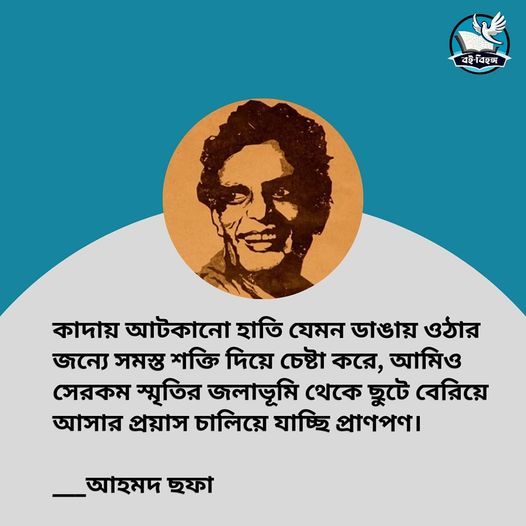 বই-বিহঙ্গ
কাদায় আটকানো হাতি যেমন ডাঙায় ওঠার
জন্যে সমস্ত শক্তি দিয়ে চেষ্টা করে, আমিও
সেরকম স্মৃতির জলাভূমি থেকে ছুটে বেরিয়ে
আসার প্রয়াস চালিয়ে যাচ্ছি প্রাণপণ।
___আহমদ ছফা